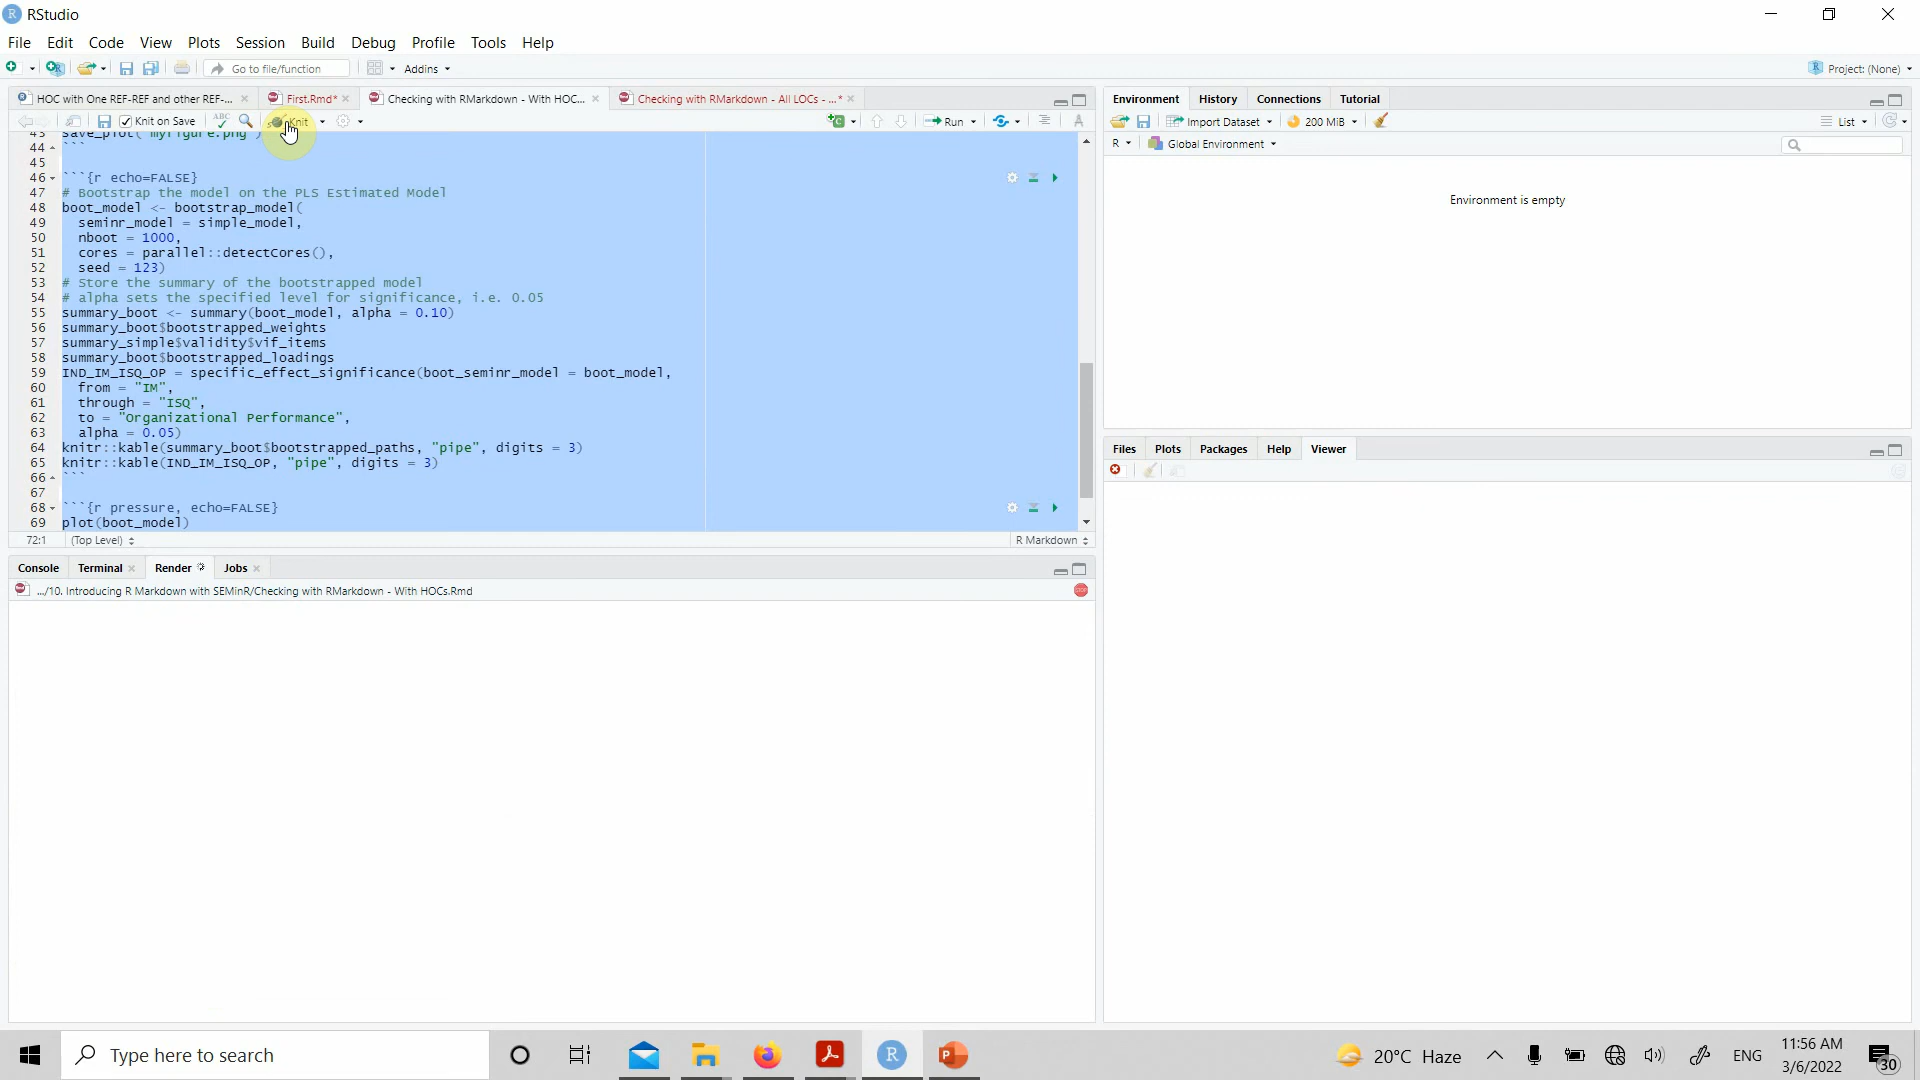 RStudio
File Edit Code View Plots Session Build Debug Profile Tools Help
Go to file/function Addins Project: (None)
HOC with One REF-REF and other REF-... First.Rmd* Checking with RMarkdown - With HOC... Checking with RMarkdown - All LOCs - ...*
Knit on Save ABC Knit Run
43 save_plot("myfigure.png")
44 ```
45
46 ```{r echo=FALSE}
47 # Bootstrap the model on the PLS Estimated Model
48 boot_model <- bootstrap_model(
49 seminr_model = simple_model,
50 nboot = 1000,
51 cores = parallel::detectCores(),
52 seed = 123)
53 # Store the summary of the bootstrapped model
54 # alpha sets the specified level for significance, i.e. 0.05
55 summary_boot <- summary(boot_model, alpha = 0.10)
56 summary_boot$bootstrapped_weights
57 summary_simple$validity$vif_items
58 summary_boot$bootstrapped_loadings
59 IND_IM_ISQ_OP = specific_effect_significance(boot_seminr_model = boot_model,
60 from = "IM",
61 through = "ISQ",
62 to = "Organizational Performance",
63 alpha = 0.05)
64 knitr::kable(summary_boot$bootstrapped_paths, "pipe", digits = 3)
65 knitr::kable(IND_IM_ISQ_OP, "pipe", digits = 3)
66 ```
67
68 ```{r pressure, echo=FALSE}
69 plot(boot_model)
72:1 (Top Level) R Markdown
Console Terminal Render Jobs
.../10. Introducing R Markdown with SEMinR/Checking with RMarkdown - With HOCs.Rmd
Environment History Connections Tutorial
Import Dataset 200 MiB List
R Global Environment
Environment is empty
Files Plots Packages Help Viewer
Type here to search
20°C Haze ENG 11:56 AM
3/6/2022
30